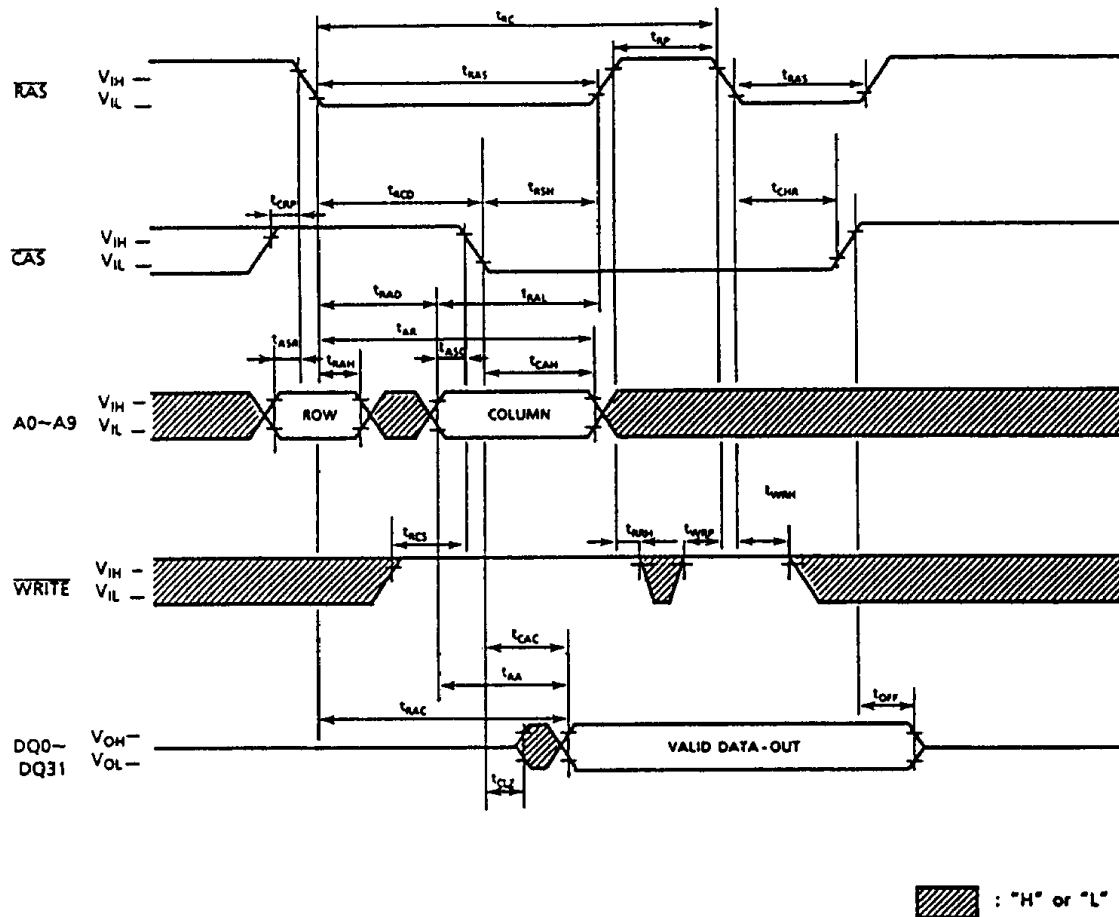 tRC
tRP
RAS
VIH
VIL
tRAS
tRAS
tCRP
tRCD
tRSH
tCHR
CAS
VIH
VIL
tRAD
tRAL
tAR
tASR
tRAH
tASC
tCAH
A0~A9
VIH
VIL
ROW
COLUMN
tWRH
tRCS
tRRH
tWRP
WRITE
VIH
VIL
tCAC
tAA
tRAC
tOFF
DQ0~
DQ31
VOH
VOL
VALID DATA-OUT
tCLZ
: "H" or "L"